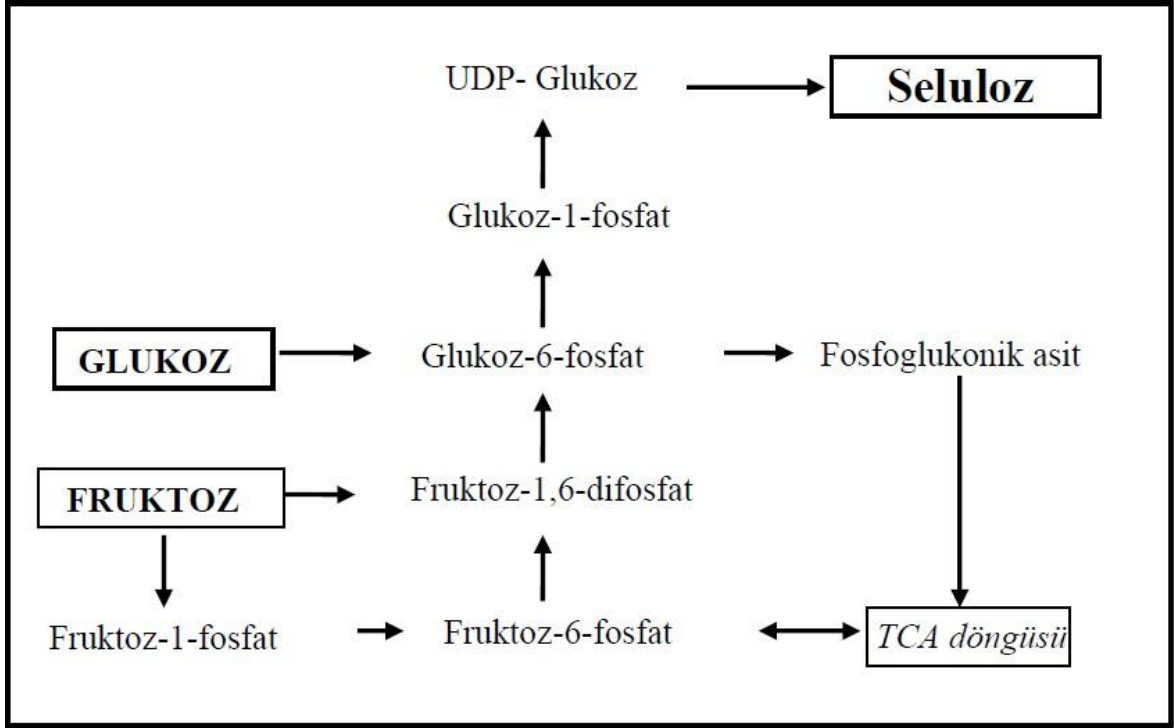 UDP- Glukoz
Seluloz
Glukoz-1-fosfat
GLUKOZ
Glukoz-6-fosfat
Fosfoglukonik asit
FRUKTOZ
Fruktoz-1,6-difosfat
Fruktoz-1-fosfat
Fruktoz-6-fosfat
TCA döngüsü